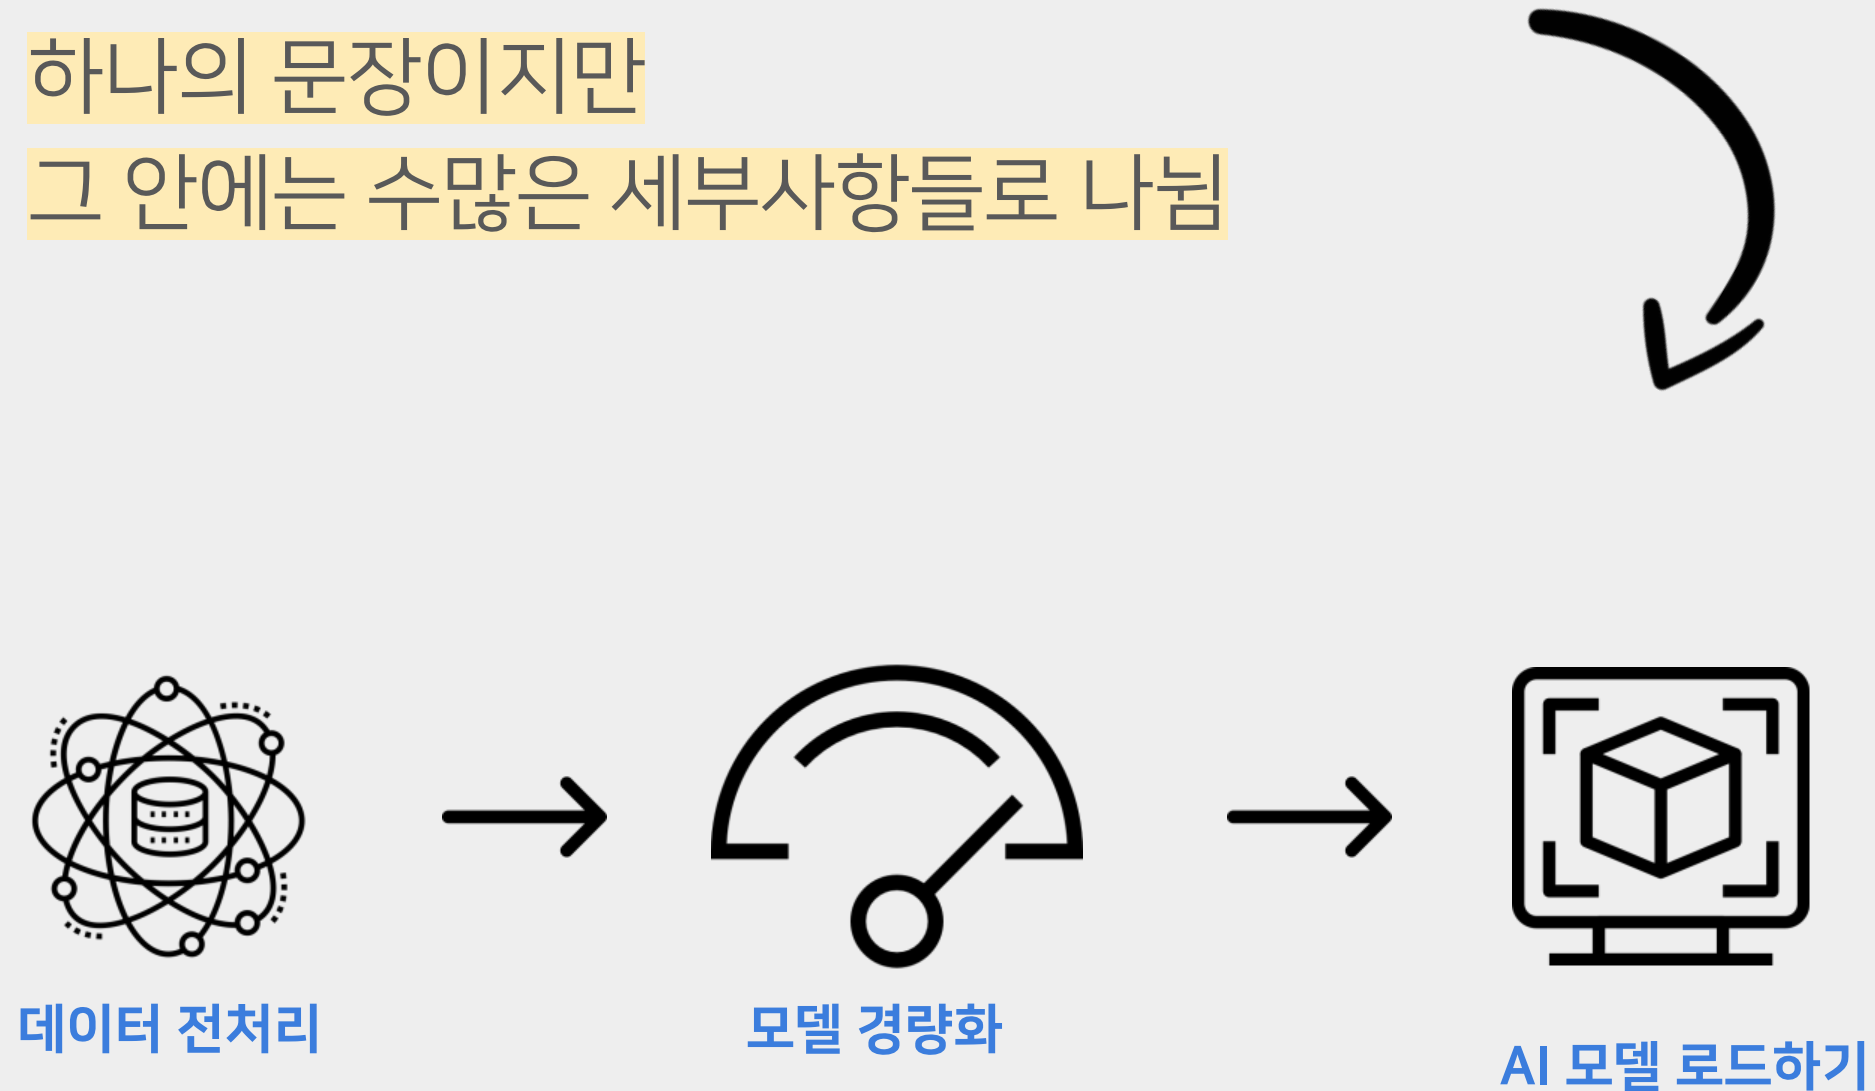 하나의 문장이지만
그 안에는 수많은 세부사항들로 나뉨
데이터 전처리
모델 경량화
AI 모델 로드하기